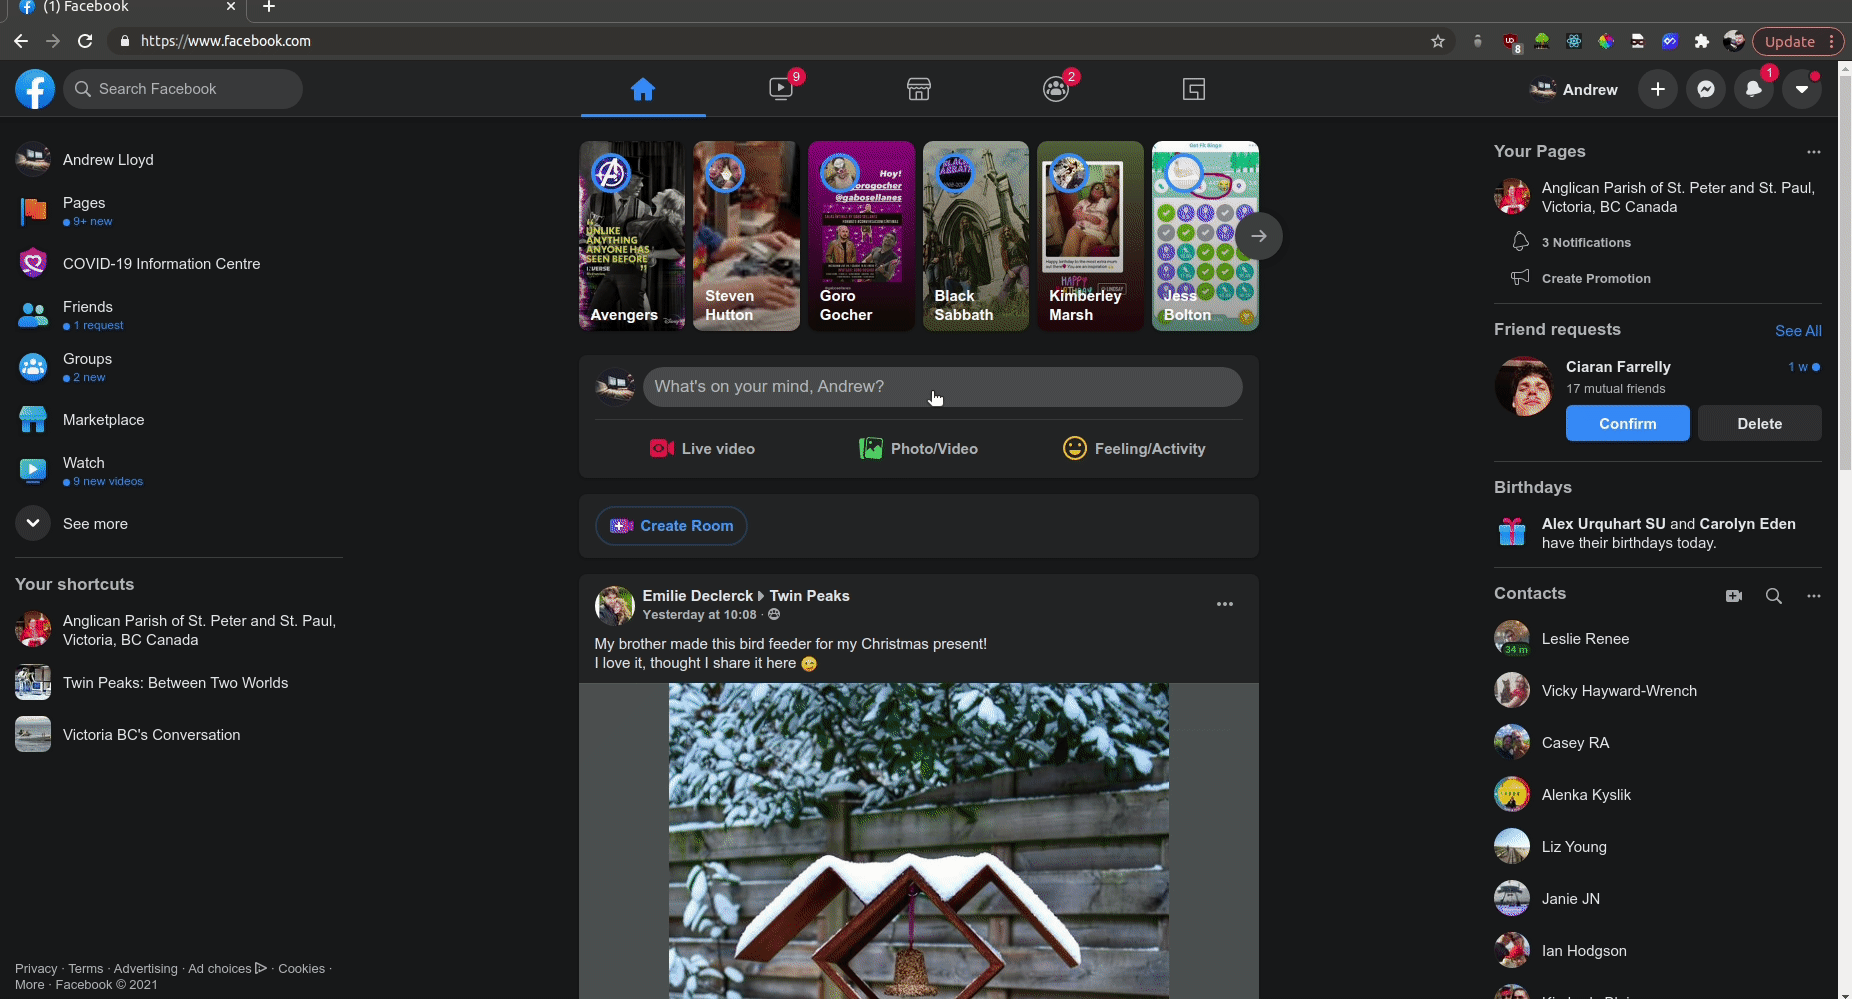 (1) Facebook
https://www.facebook.com
8
Update
Search Facebook
9
2
Andrew
1
Andrew Lloyd
Pages
9+ new
COVID-19 Information Centre
Friends
1 request
Groups
2 new
Marketplace
Watch
9 new videos
See more
Your shortcuts
Anglican Parish of St. Peter and St. Paul,
Victoria, BC Canada
Twin Peaks: Between Two Worlds
Victoria BC's Conversation
Privacy · Terms · Advertising · Ad choices · Cookies ·
More · Facebook © 2021
UNLIKE
ANYTHING
ANYONE HAS
SEEN BEFORE
Avengers
Steven
Hutton
Hoy!
@gabosellanes
Goro
Gocher
Black
Sabbath
HAPPY
Kimberley
Marsh
Get Fit Bingo
Jess
Bolton
What's on your mind, Andrew?
Live video
Photo/Video
Feeling/Activity
Create Room
Emilie Declerck Twin Peaks
Yesterday at 10:08 ·
My brother made this bird feeder for my Christmas present!
I love it, thought I share it here
Your Pages
Anglican Parish of St. Peter and St. Paul,
Victoria, BC Canada
3 Notifications
Create Promotion
Friend requests
See All
Ciaran Farrelly
1 w
17 mutual friends
Confirm
Delete
Birthdays
Alex Urquhart SU and Carolyn Eden
have their birthdays today.
Contacts
Leslie Renee
34 m
Vicky Hayward-Wrench
Casey RA
Alenka Kyslik
Liz Young
Janie JN
Ian Hodgson